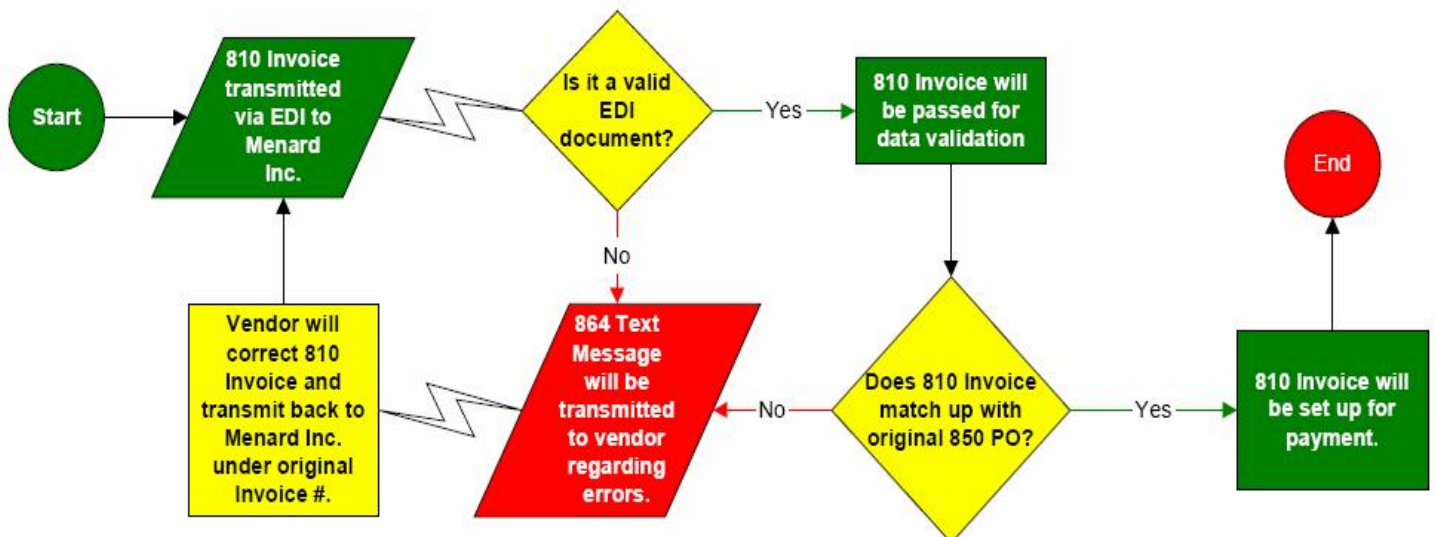 Start
810 Invoice
transmitted
via EDI to
Menard
Inc.
Is it a valid
EDI
document?
Yes
810 Invoice will
be passed for
data validation
End
No
Vendor will
correct 810
Invoice and
transmit back to
Menard Inc.
under original
Invoice #.
864 Text
Message
will be
transmitted
to vendor
regarding
errors.
No
Does 810 Invoice
match up with
original 850 PO?
Yes
810 Invoice will
be set up for
payment.